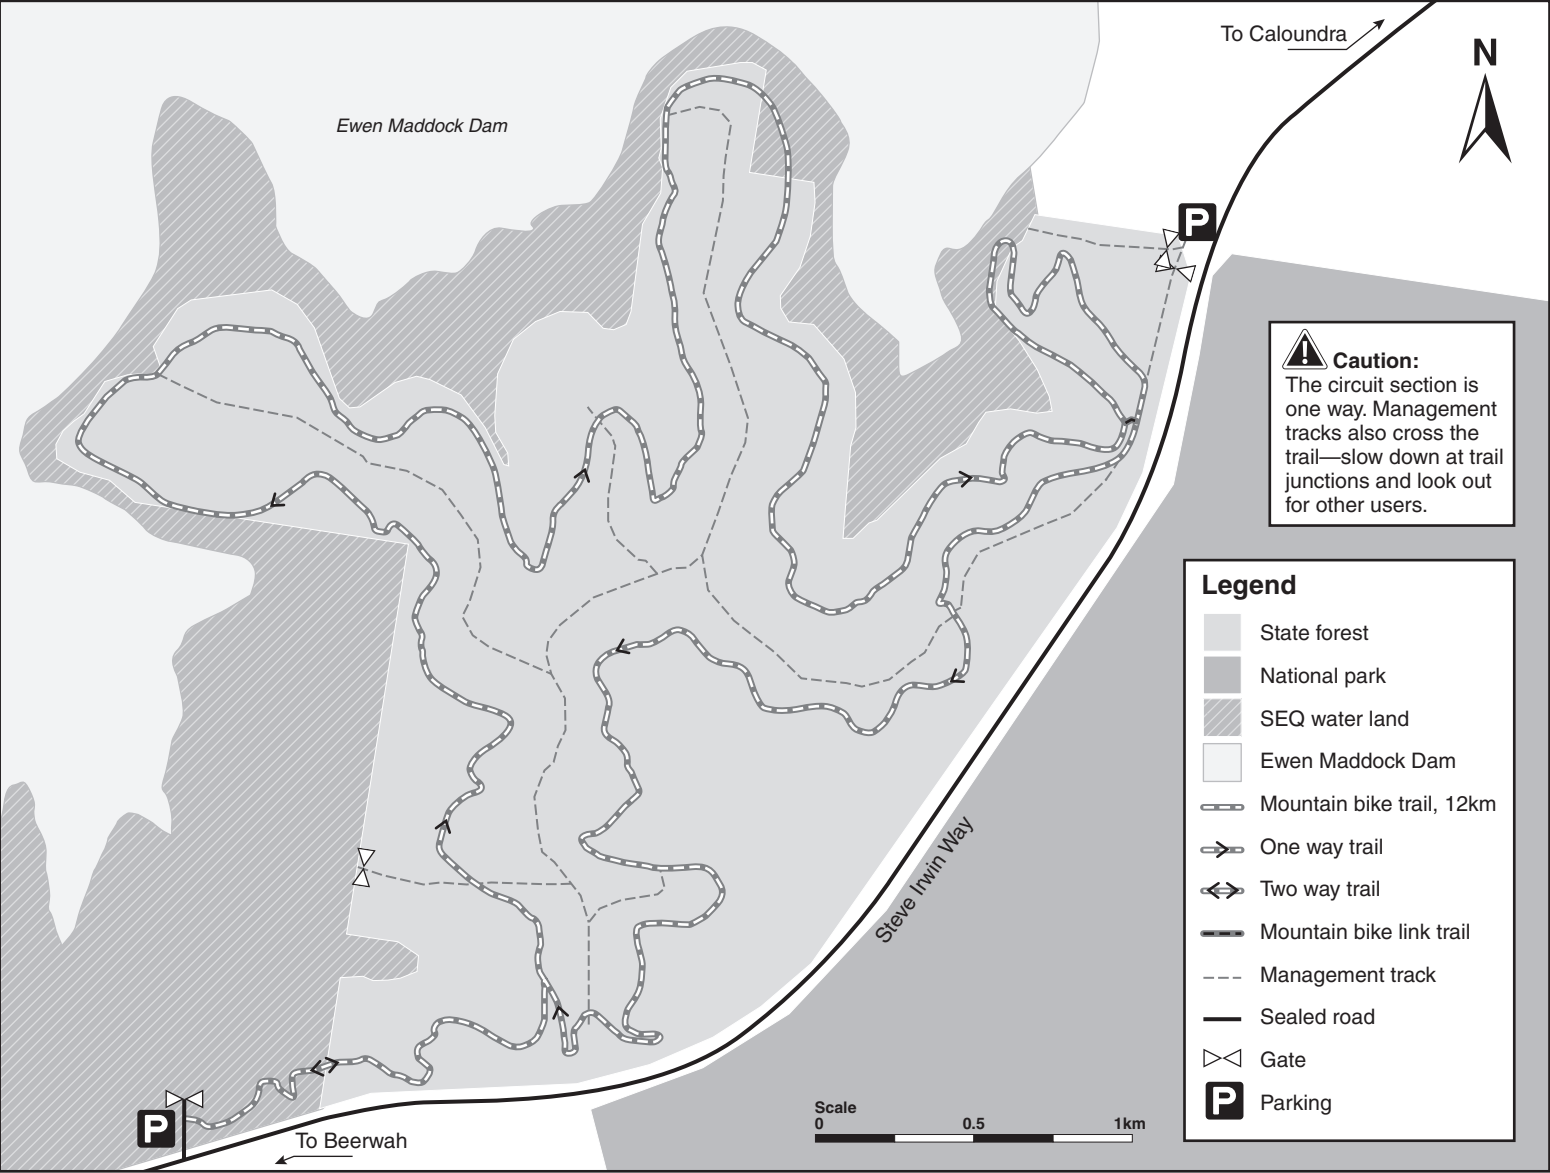 To Caloundra
N
Ewen Maddock Dam
P
Caution:
The circuit section is
one way. Management
tracks also cross the
trail—slow down at trail
junctions and look out
for other users.
Legend
State forest
National park
SEQ water land
Ewen Maddock Dam
Mountain bike trail, 12km
One way trail
Two way trail
Mountain bike link trail
Management track
Sealed road
Gate
P Parking
Steve Irwin Way
Scale
0 0.5 1km
P
To Beerwah